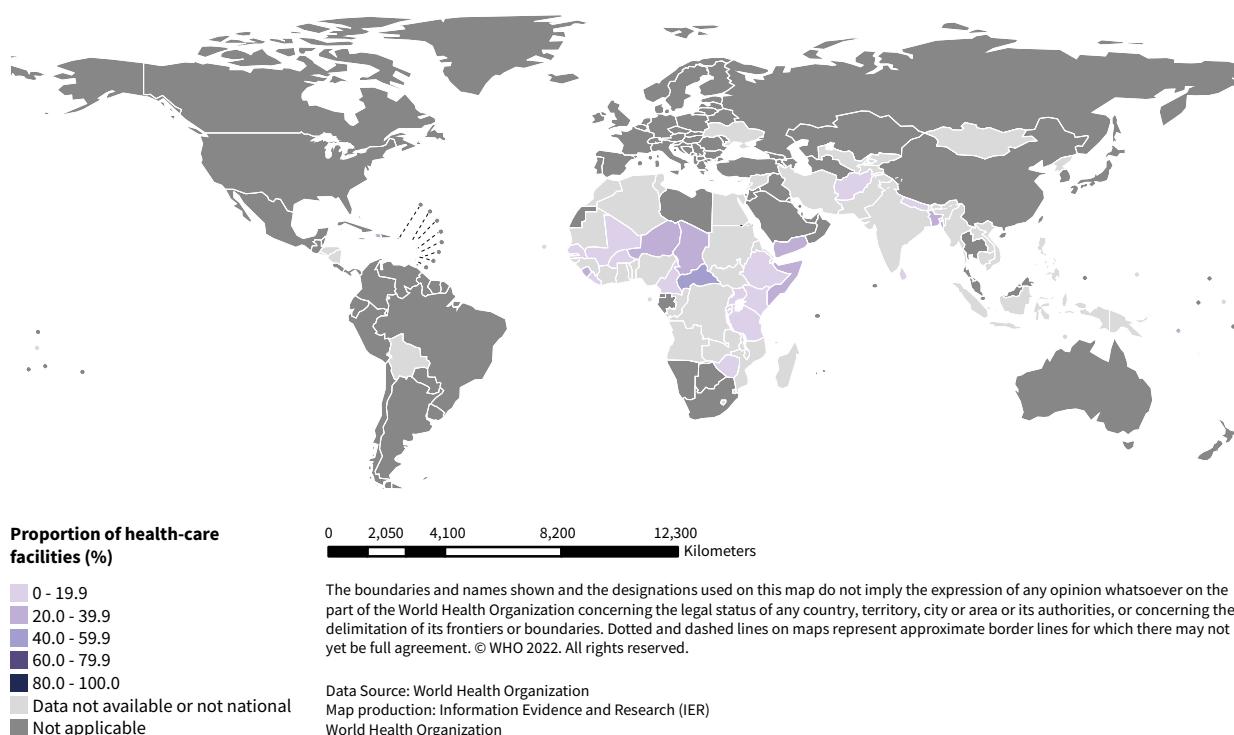 Proportion of health-care
facilities (%)
0 - 19.9
20.0 - 39.9
40.0 - 59.9
60.0 - 79.9
80.0 - 100.0
Data not available or not national
Not applicable
0 2,050 4,100 8,200 12,300
Kilometers
The boundaries and names shown and the designations used on this map do not imply the expression of any opinion whatsoever on the
part of the World Health Organization concerning the legal status of any country, territory, city or area or its authorities, or concerning the
delimitation of its frontiers or boundaries. Dotted and dashed lines on maps represent approximate border lines for which there may not
yet be full agreement. © WHO 2022. All rights reserved.
Data Source: World Health Organization
Map production: Information Evidence and Research (IER)
World Health Organization